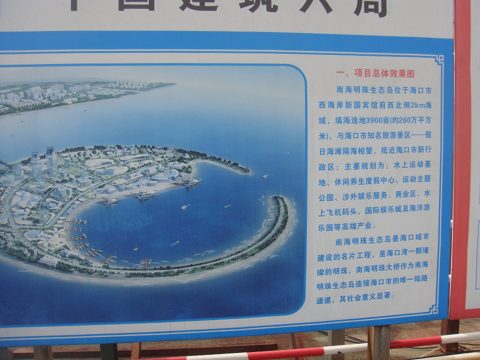 中国建筑六局
一、项目总体效果图
南海明珠生态岛位于海口市
西海岸新国宾馆前西北侧2km海
域，填海造地3900亩(约260万平方
米)，与海口市知名旅游景区——假
日海滩隔海相望，抵近海口市新行
政区；主要规划为：水上运动基
地、休闲养生度假中心、运动主题
公园、涉外娱乐服务、商业区、水
上飞机码头、国际娱乐城及海洋游
乐园等高端产业。
南海明珠生态岛是海口城市
建设的名片工程，是海口湾一颗璀
璨的明珠，南海明珠大桥作为南海
明珠生态岛连接海口市的唯一陆路
通道，其社会意义显著。